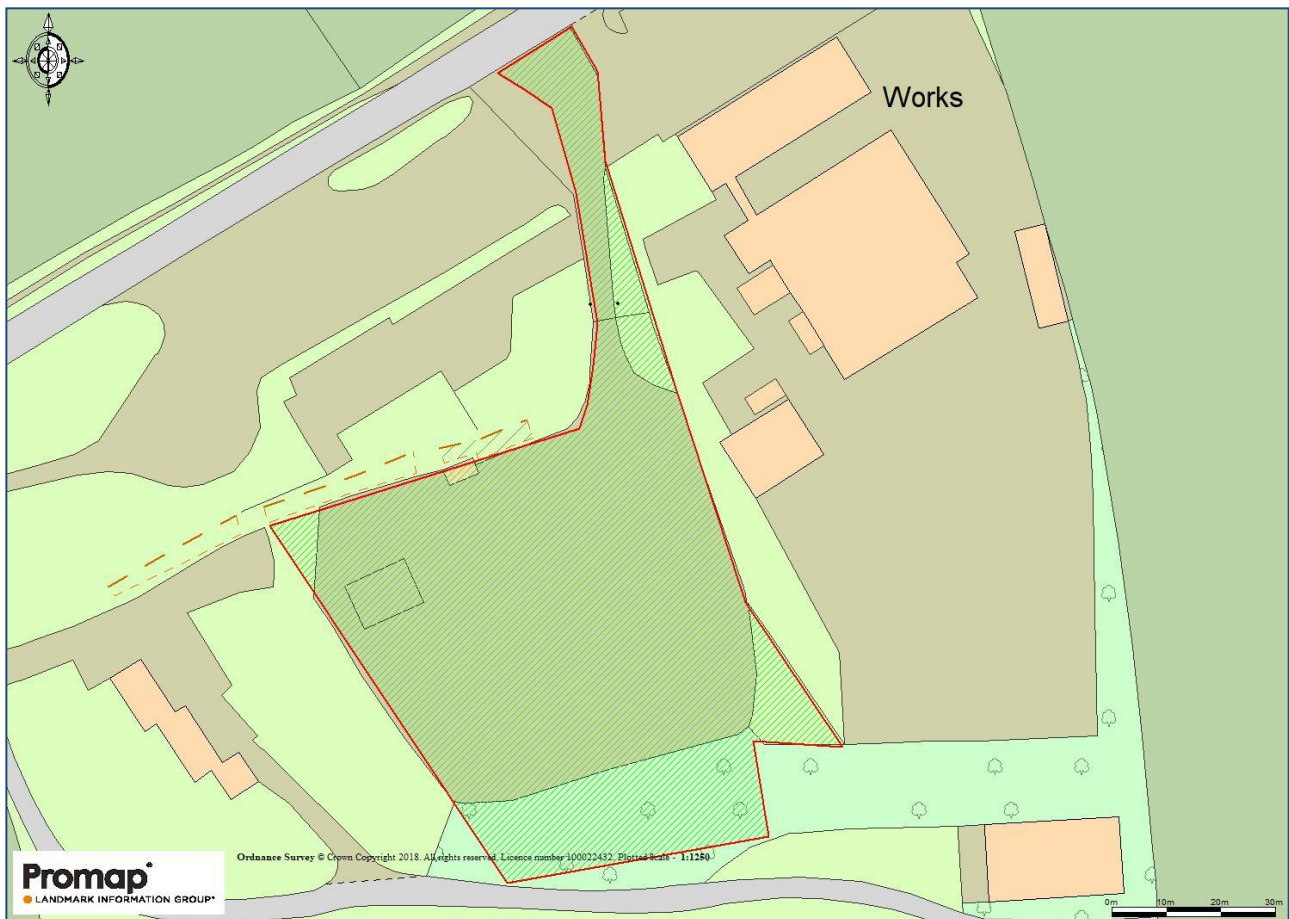 Works
Ordnance Survey © Crown Copyright 2018. All rights reserved. Licence number 100022432. Plotted Scale - 1:1250
Promap®
LANDMARK INFORMATION GROUP®
0m 10m 20m 30m